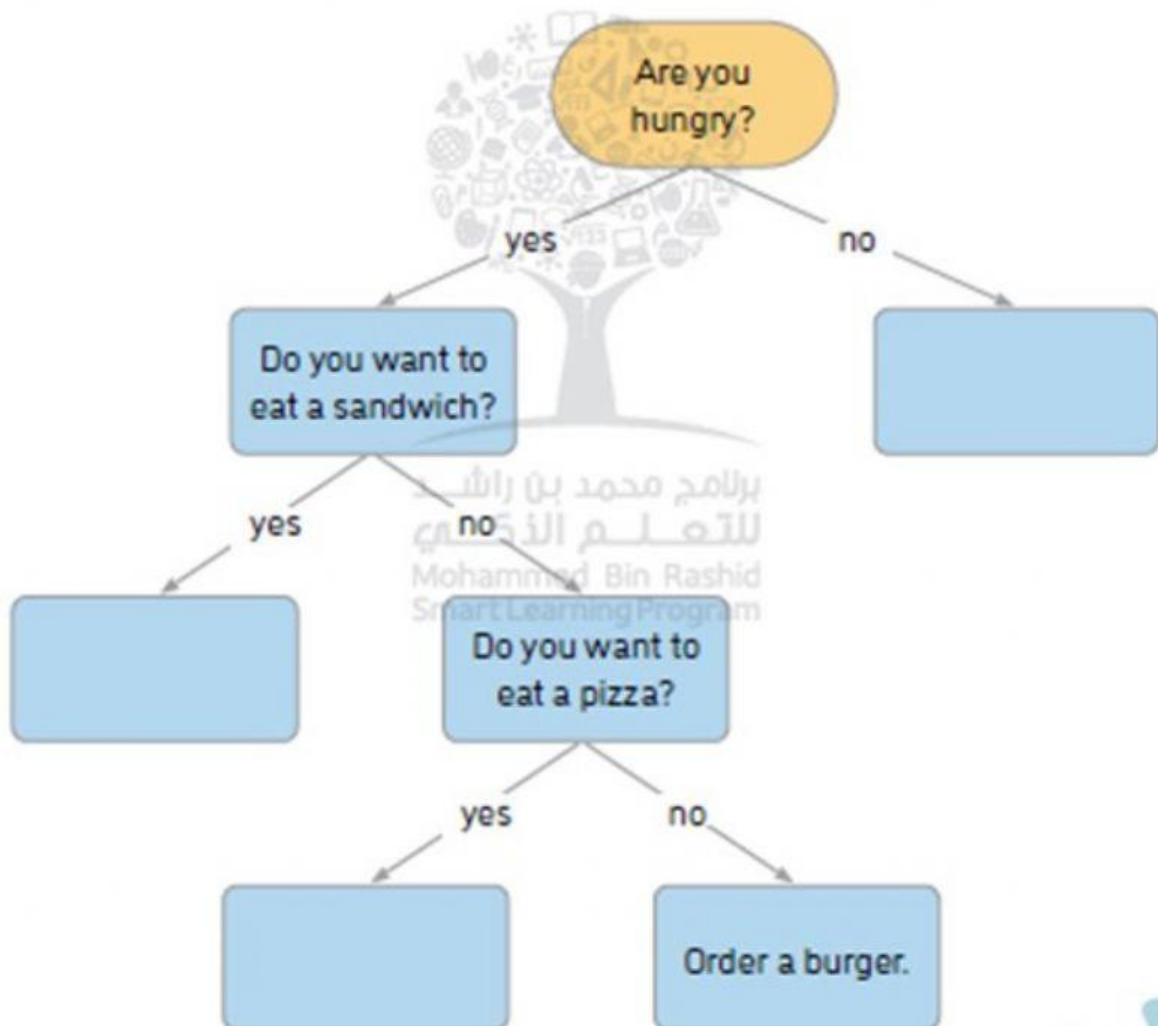 Are you
hungry?
yes
no
Do you want to
eat a sandwich?
برنامج محمد بن راشد
للتعلم الذكي
Mohammed Bin Rashid
Smart Learning Program
yes
no
Do you want to
eat a pizza?
yes
no
Order a burger.